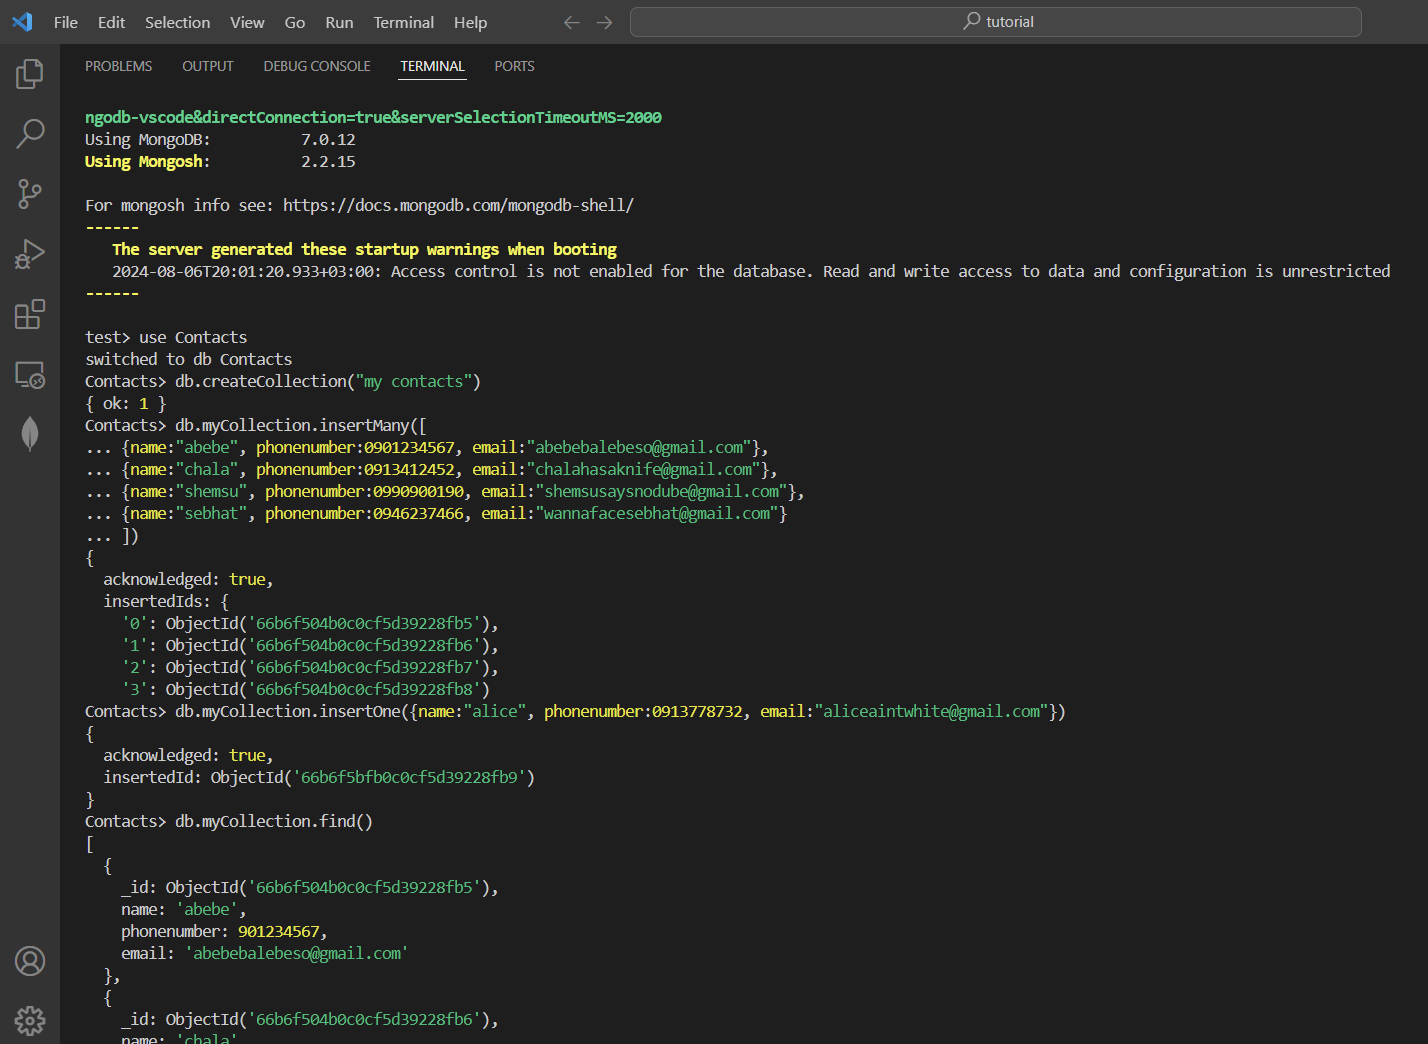 File Edit Selection View Go Run Terminal Help tutorial
PROBLEMS OUTPUT DEBUG CONSOLE TERMINAL PORTS
ngodb-vscode&directConnection=true&serverSelectionTimeoutMS=2000
Using MongoDB: 7.0.12
Using Mongosh: 2.2.15
For mongosh info see: https://docs.mongodb.com/mongodb-shell/
------
The server generated these startup warnings when booting
2024-08-06T20:01:20.933+03:00: Access control is not enabled for the database. Read and write access to data and configuration is unrestricted
------
test> use Contacts
switched to db Contacts
Contacts> db.createCollection("my contacts")
{ ok: 1 }
Contacts> db.myCollection.insertMany([
... {name:"abebe", phonenumber:0901234567, email:"abebebalebeso@gmail.com"},
... {name:"chala", phonenumber:0913412452, email:"chalahasaknife@gmail.com"},
... {name:"shemsu", phonenumber:0990900190, email:"shemsusaysnodube@gmail.com"},
... {name:"sebhat", phonenumber:0946237466, email:"wannafacesebhat@gmail.com"}
... ])
{
  acknowledged: true,
  insertedIds: {
    '0': ObjectId('66b6f504b0c0cf5d39228fb5'),
    '1': ObjectId('66b6f504b0c0cf5d39228fb6'),
    '2': ObjectId('66b6f504b0c0cf5d39228fb7'),
    '3': ObjectId('66b6f504b0c0cf5d39228fb8')
Contacts> db.myCollection.insertOne({name:"alice", phonenumber:0913778732, email:"aliceaintwhite@gmail.com"})
{
  acknowledged: true,
  insertedId: ObjectId('66b6f5bfb0c0cf5d39228fb9')
}
Contacts> db.myCollection.find()
[
  {
    _id: ObjectId('66b6f504b0c0cf5d39228fb5'),
    name: 'abebe',
    phonenumber: 901234567,
    email: 'abebebalebeso@gmail.com'
  },
  {
    _id: ObjectId('66b6f504b0c0cf5d39228fb6'),
    name: 'chala'